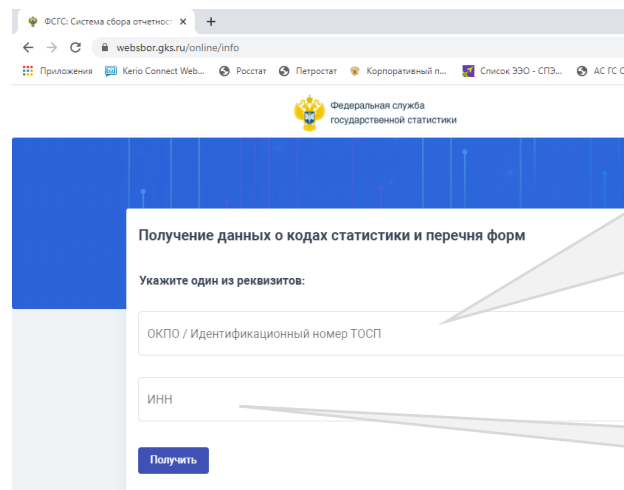 ФСГС: Система сбора отчетност
websbor.gks.ru/online/info
Приложения Kerio Connect Web... Росстат Петростат Корпоративный п... Список ЭЭО - СПЭ... АС ГС О
Федеральная служба
государственной статистики
Получение данных о кодах статистики и перечня форм
Укажите один из реквизитов:
ОКПО / Идентификационный номер ТОСП
ИНН
Получить